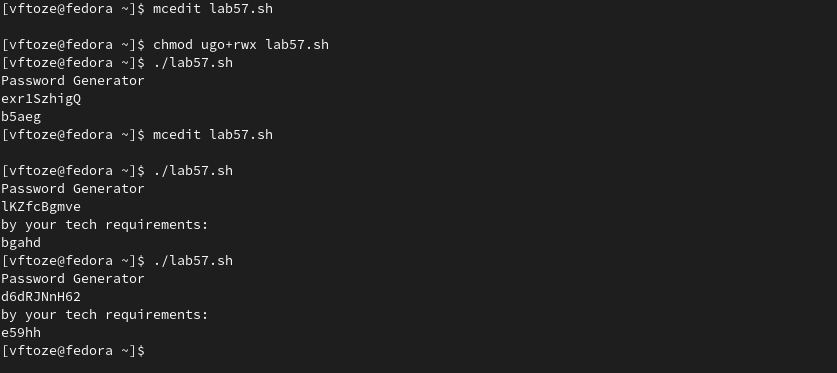 [vftoze@fedora ~]$ mcedit lab57.sh
[vftoze@fedora ~]$ chmod ugo+rwx lab57.sh
[vftoze@fedora ~]$ ./lab57.sh
Password Generator
exr1SzhigQ
b5aeg
[vftoze@fedora ~]$ mcedit lab57.sh
[vftoze@fedora ~]$ ./lab57.sh
Password Generator
lKZfcBgmve
by your tech requirements:
bgahd
[vftoze@fedora ~]$ ./lab57.sh
Password Generator
d6dRJNnH62
by your tech requirements:
e59hh
[vftoze@fedora ~]$